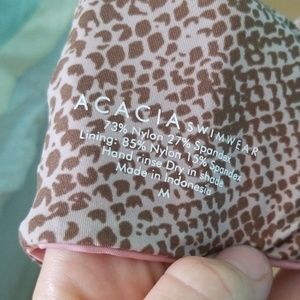 ACACIA SWIMWEAR
73% Nylon 27% Spandex
Lining: 85% Nylon 15% Spandex
Hand rinse Dry in shade
Made in Indonesia
M